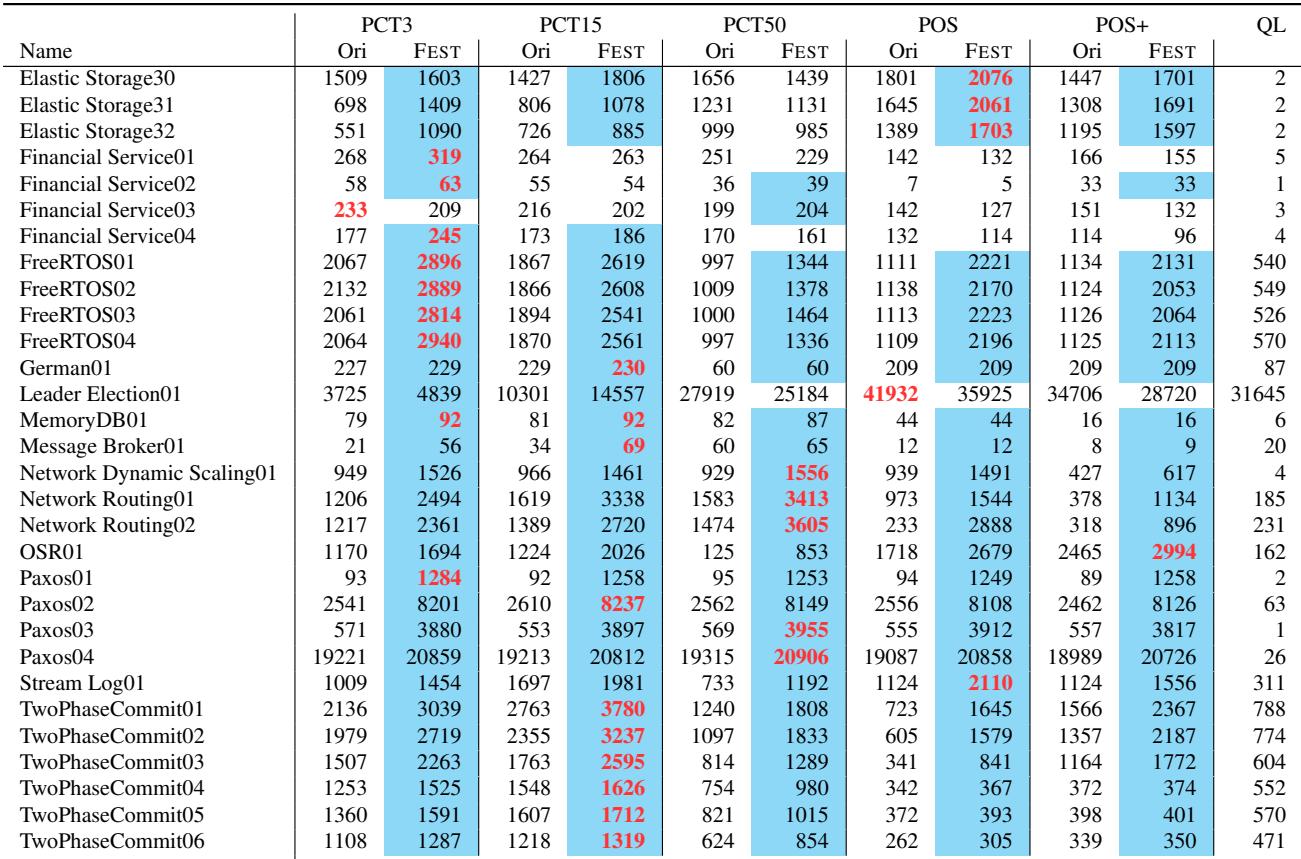 PCT3 PCT15 PCT50 POS POS+ QL
Name Ori FEST Ori FEST Ori FEST Ori FEST Ori FEST
Elastic Storage30 1509 1603 1427 1806 1656 1439 1801 2076 1447 1701 2
Elastic Storage31 698 1409 806 1078 1231 1131 1645 2061 1308 1691 2
Elastic Storage32 551 1090 726 885 999 985 1389 1703 1195 1597 2
Financial Service01 268 319 264 263 251 229 142 132 166 155 5
Financial Service02 58 63 55 54 36 39 7 5 33 33 1
Financial Service03 233 209 216 202 199 204 142 127 151 132 3
Financial Service04 177 245 173 186 170 161 132 114 114 96 4
FreeRTOS01 2067 2896 1867 2619 997 1344 1111 2221 1134 2131 540
FreeRTOS02 2132 2889 1866 2608 1009 1378 1138 2170 1124 2053 549
FreeRTOS03 2061 2814 1894 2541 1000 1464 1113 2223 1126 2064 526
FreeRTOS04 2064 2940 1870 2561 997 1336 1109 2196 1125 2113 570
German01 227 229 229 230 60 60 209 209 209 209 87
Leader Election01 3725 4839 10301 14557 27919 25184 41932 35925 34706 28720 31645
MemoryDB01 79 92 81 92 82 87 44 44 16 16 6
Message Broker01 21 56 34 69 60 65 12 12 8 9 20
Network Dynamic Scaling01 949 1526 966 1461 929 1556 939 1491 427 617 4
Network Routing01 1206 2494 1619 3338 1583 3413 973 1544 378 1134 185
Network Routing02 1217 2361 1389 2720 1474 3605 233 2888 318 896 231
OSR01 1170 1694 1224 2026 125 853 1718 2679 2465 2994 162
Paxos01 93 1284 92 1258 95 1253 94 1249 89 1258 2
Paxos02 2541 8201 2610 8237 2562 8149 2556 8108 2462 8126 63
Paxos03 571 3880 553 3897 569 3955 555 3912 557 3817 1
Paxos04 19221 20859 19213 20812 19315 20906 19087 20858 18989 20726 26
Stream Log01 1009 1454 1697 1981 733 1192 1124 2110 1124 1556 311
TwoPhaseCommit01 2136 3039 2763 3780 1240 1808 723 1645 1566 2367 788
TwoPhaseCommit02 1979 2719 2355 3237 1097 1833 605 1579 1357 2187 774
TwoPhaseCommit03 1507 2263 1763 2595 814 1289 341 841 1164 1772 604
TwoPhaseCommit04 1253 1525 1548 1626 754 980 342 367 372 374 552
TwoPhaseCommit05 1360 1591 1607 1712 821 1015 372 393 398 401 570
TwoPhaseCommit06 1108 1287 1218 1319 624 854 262 305 339 350 471